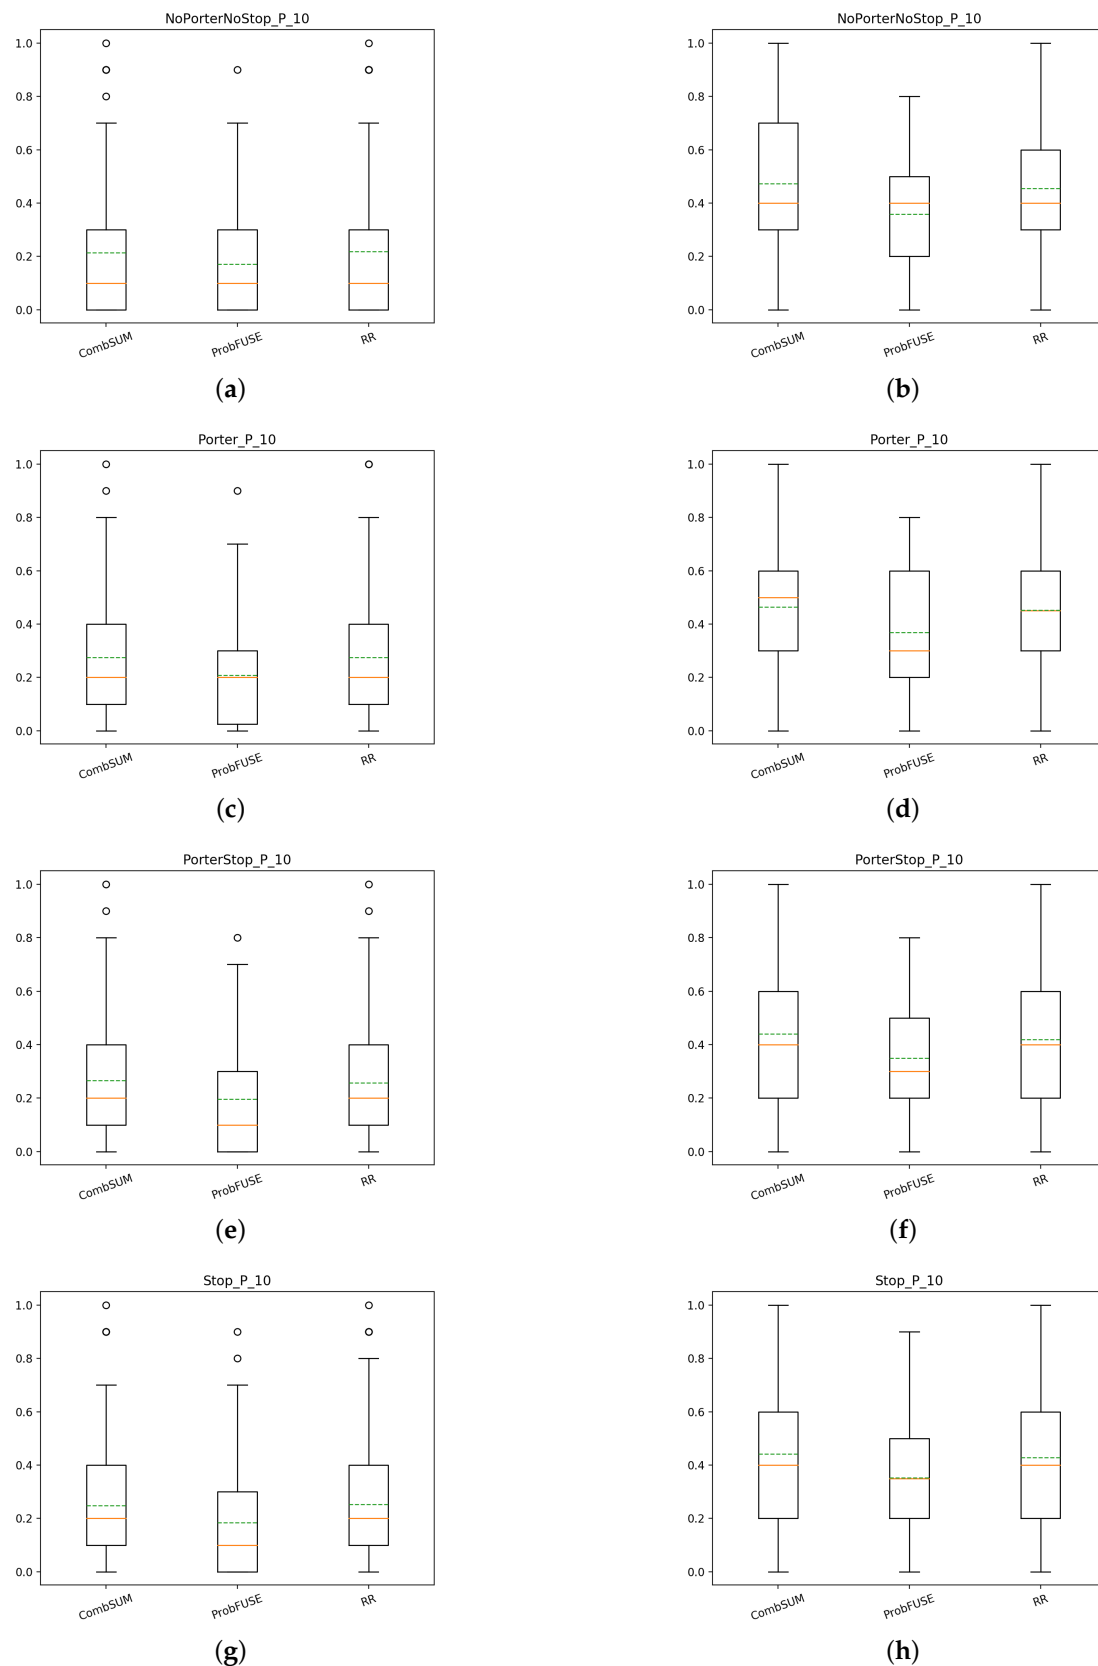 NoPorterNoStop_P_10
1.0
0.8
0.6
0.4
0.2
0.0
CombSUM
ProbFUSE
RR
(a)
NoPorterNoStop_P_10
1.0
0.8
0.6
0.4
0.2
0.0
CombSUM
ProbFUSE
RR
(b)
Porter_P_10
1.0
0.8
0.6
0.4
0.2
0.0
CombSUM
ProbFUSE
RR
(c)
Porter_P_10
1.0
0.8
0.6
0.4
0.2
0.0
CombSUM
ProbFUSE
RR
(d)
PorterStop_P_10
1.0
0.8
0.6
0.4
0.2
0.0
CombSUM
ProbFUSE
RR
(e)
PorterStop_P_10
1.0
0.8
0.6
0.4
0.2
0.0
CombSUM
ProbFUSE
RR
(f)
Stop_P_10
1.0
0.8
0.6
0.4
0.2
0.0
CombSUM
ProbFUSE
RR
(g)
Stop_P_10
1.0
0.8
0.6
0.4
0.2
0.0
CombSUM
ProbFUSE
RR
(h)